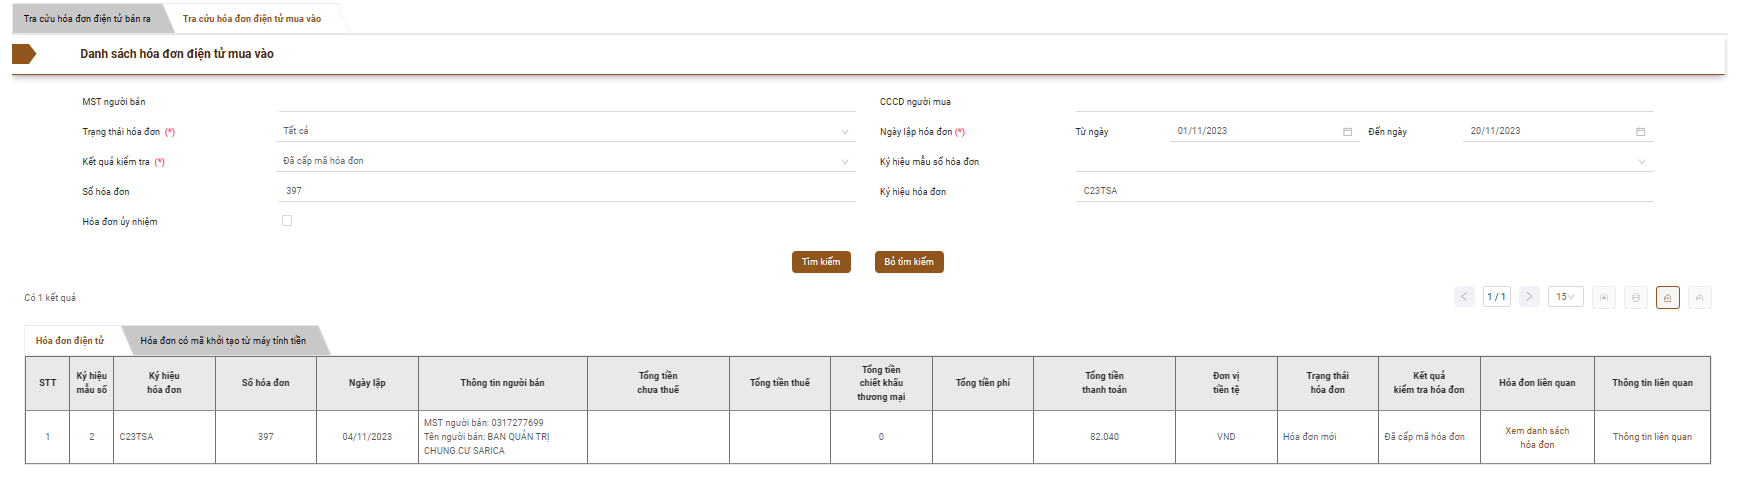 Tra cứu hóa đơn điện tử bán ra
Tra cứu hóa đơn điện tử mua vào
Danh sách hóa đơn điện tử mua vào
MST người bán
CCCD người mua
Trạng thái hóa đơn (*)
Tất cả
Ngày lập hóa đơn (*)
Từ ngày
01/11/2023
Đến ngày
20/11/2023
Kết quả kiểm tra (*)
Đã cấp mã hóa đơn
Ký hiệu mẫu số hóa đơn
Số hóa đơn
397
Ký hiệu hóa đơn
C23TSA
Hóa đơn ủy nhiệm
Tìm kiếm
Bỏ tìm kiếm
Có 1 kết quả
1 / 1
15
Hóa đơn điện tử
Hóa đơn có mã khởi tạo từ máy tính tiền
STT
Ký hiệu
mẫu số
Ký hiệu
hóa đơn
Số hóa đơn
Ngày lập
Thông tin người bán
Tổng tiền
chưa thuế
Tổng tiền thuế
Tổng tiền
chiết khấu
thương mại
Tổng tiền phí
Tổng tiền
thanh toán
Đơn vị
tiền tệ
Trạng thái
hóa đơn
Kết quả
kiểm tra hóa đơn
Hóa đơn liên quan
Thông tin liên quan
1
2
C23TSA
397
04/11/2023
MST người bán: 0317277699
Tên người bán: BAN QUẢN TRỊ
CHUNG CƯ SARICA
0
82.040
VND
Hóa đơn mới
Đã cấp mã hóa đơn
Xem danh sách
hóa đơn
Thông tin liên quan